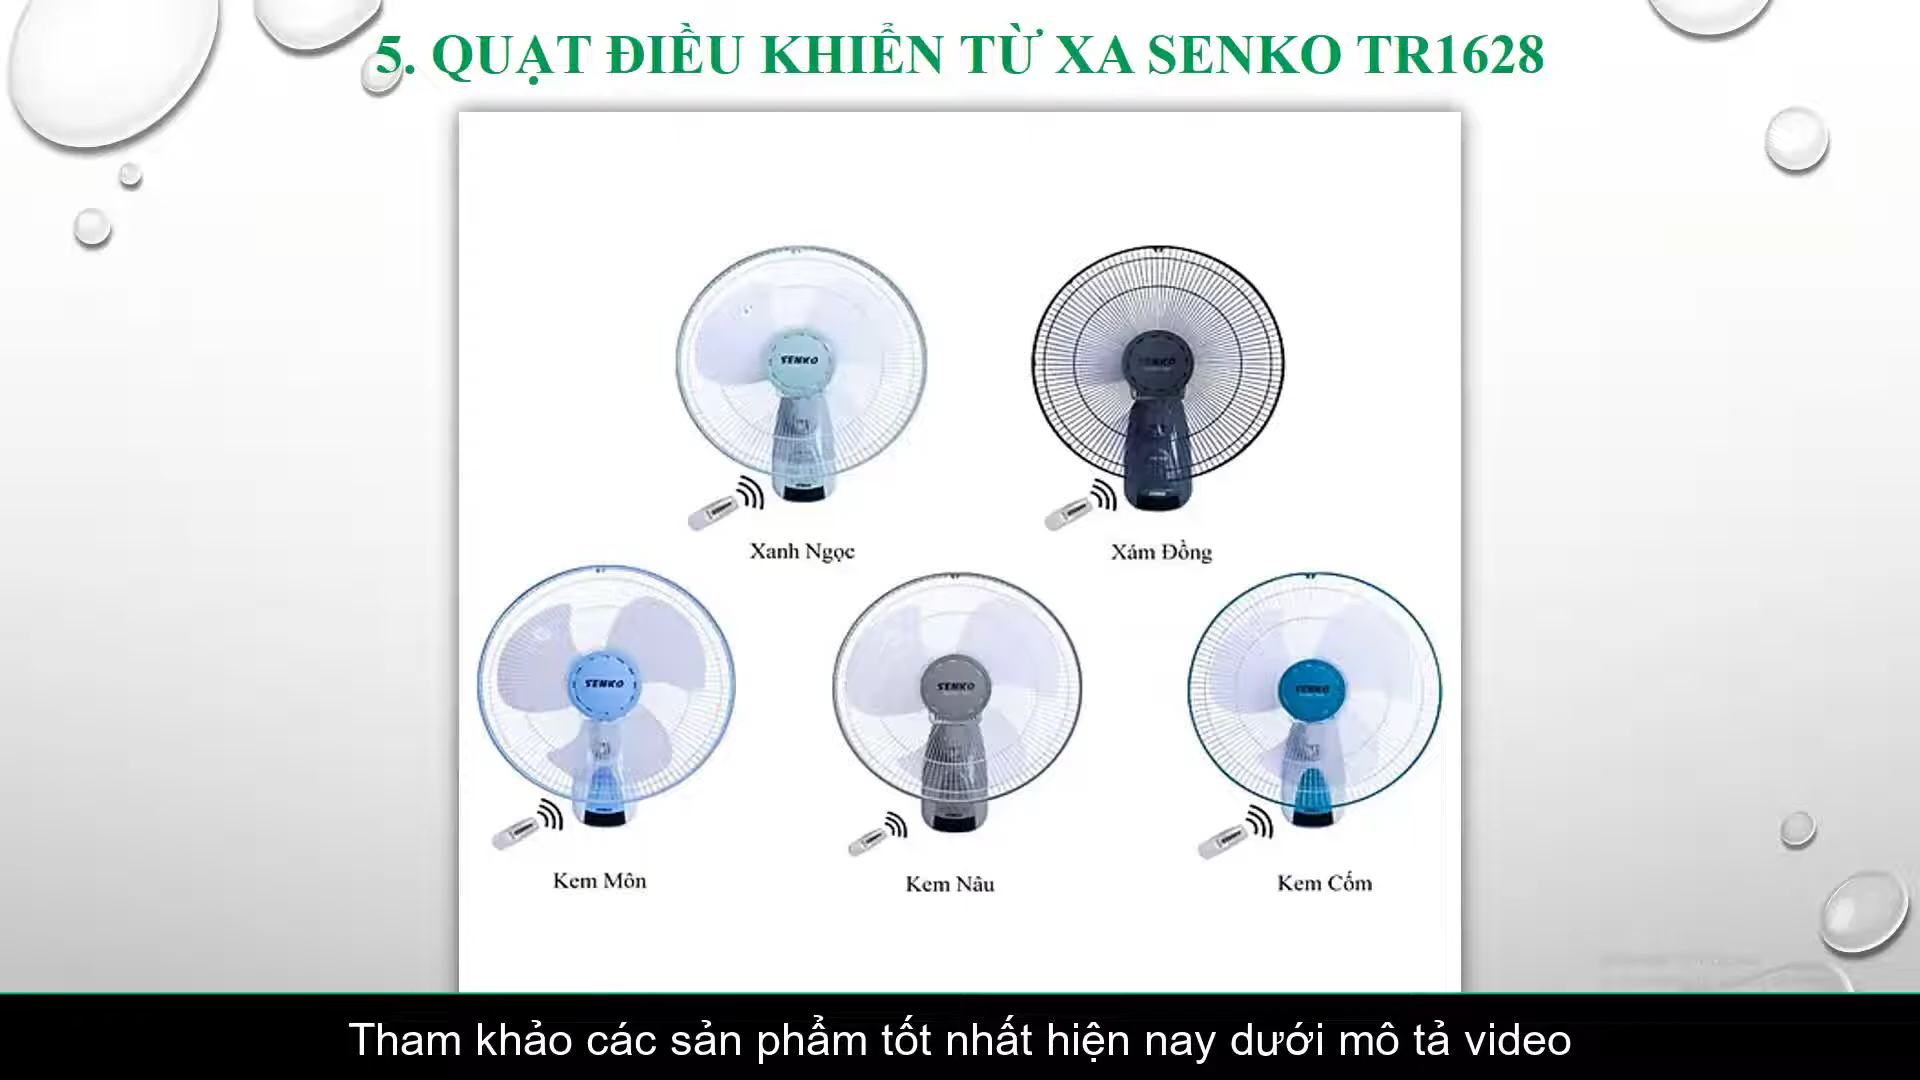 5. QUẠT ĐIỀU KHIỂN TỪ XA SENKO TR1628
SENKO
SENKO
Xanh Ngọc
Xám Đồng
SENKO
SENKO
SENKO
Kem Môn
Kem Nâu
Kem Cốm
Tham khảo các sản phẩm tốt nhất hiện nay dưới mô tả video